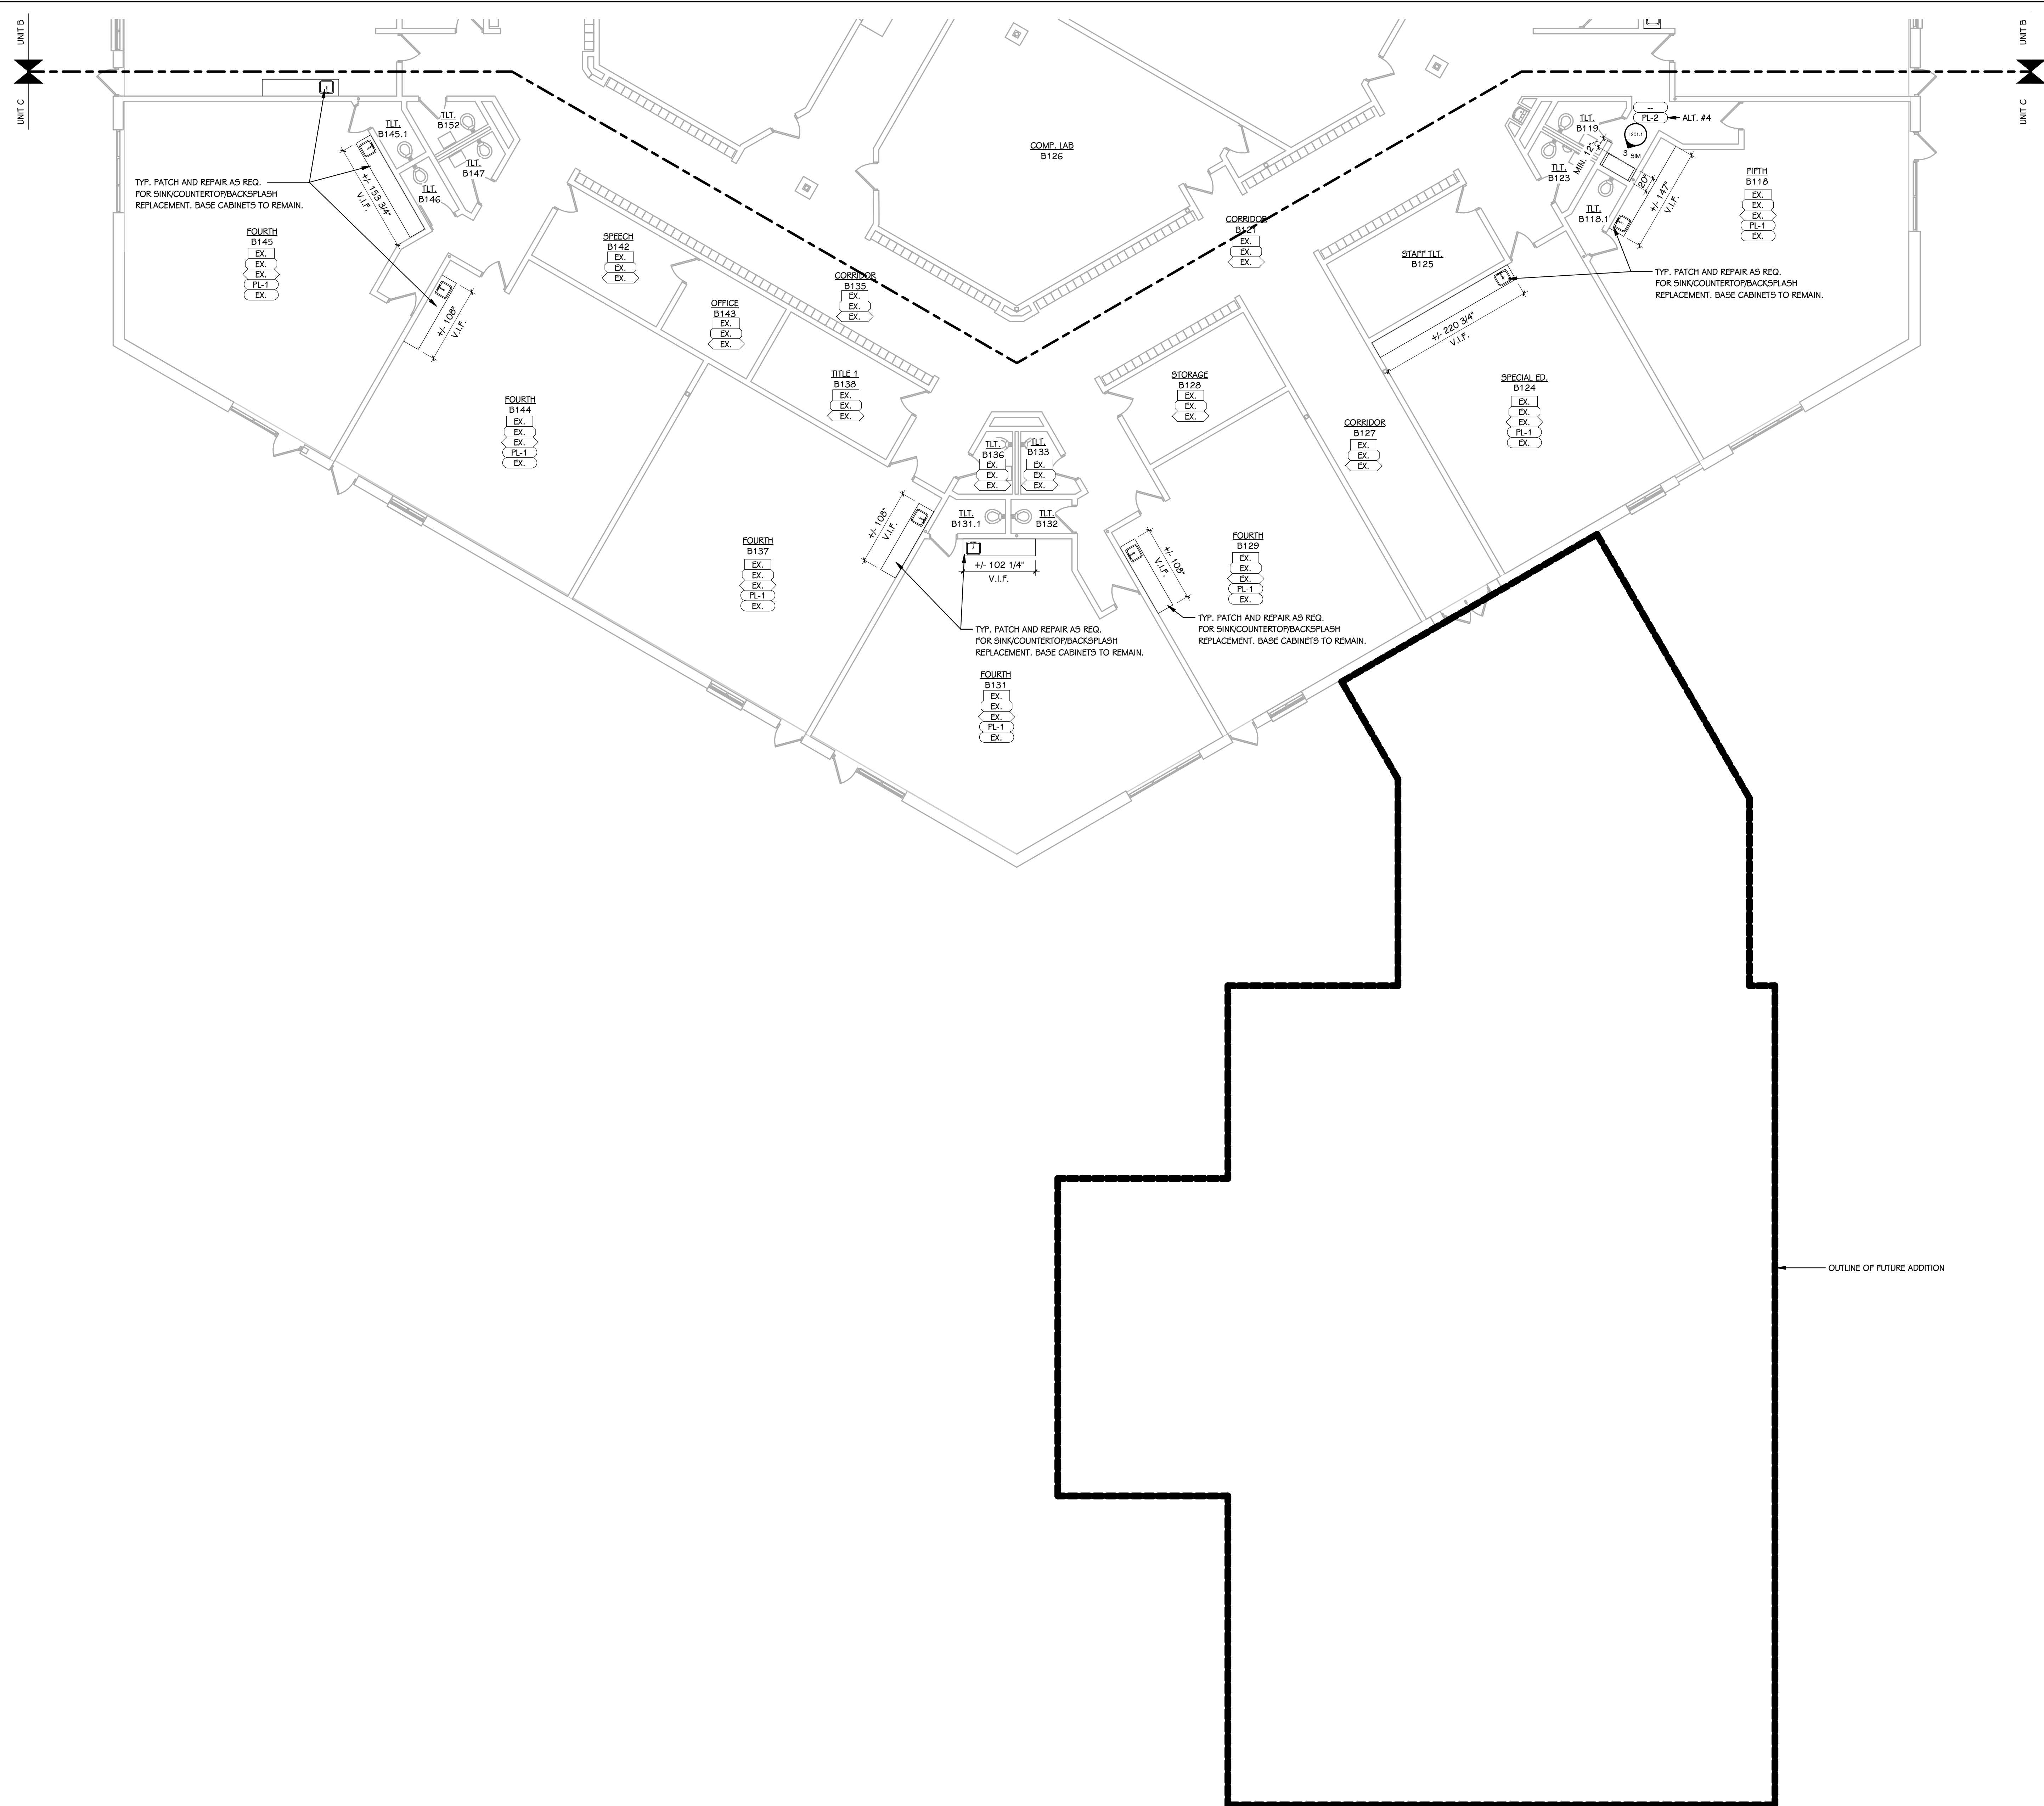 UNIT B
UNIT C
UNIT B
UNIT C
TLT.
B145.1
TLT.
B152
TLT.
B147
TLT.
B146
+/- 153 3/4"
V.I.F.
TYP. PATCH AND REPAIR AS REQ.
FOR SINK/COUNTERTOP/BACKSPLASH
REPLACEMENT. BASE CABINETS TO REMAIN.
FOURTH
B145
EX.
EX.
EX.
PL-1
EX.
+/- 108"
V.I.F.
SPEECH
B142
EX.
EX.
EX.
OFFICE
B143
EX.
EX.
EX.
CORRIDOR
B135
EX.
EX.
EX.
COMP. LAB
B126
CORRIDOR
B121
EX.
EX.
EX.
TLT.
B119
--
PL-2
ALT. #4
I201.1
3 SM
MIN. 12"
20"
TLT.
B123
TLT.
B118.1
+/- 147"
V.I.F.
FIFTH
B118
EX.
EX.
EX.
PL-1
EX.
STAFF TLT.
B125
+/- 220 3/4"
V.I.F.
TYP. PATCH AND REPAIR AS REQ.
FOR SINK/COUNTERTOP/BACKSPLASH
REPLACEMENT. BASE CABINETS TO REMAIN.
FOURTH
B144
EX.
EX.
EX.
PL-1
EX.
TITLE 1
B138
EX.
EX.
EX.
STORAGE
B128
EX.
EX.
EX.
SPECIAL ED.
B124
EX.
EX.
EX.
PL-1
EX.
CORRIDOR
B127
EX.
EX.
EX.
TLT.
B136
EX.
EX.
EX.
TLT.
B133
EX.
EX.
EX.
TLT.
B131.1
TLT.
B132
+/- 108"
V.I.F.
+/- 102 1/4"
V.I.F.
+/- 108"
V.I.F.
FOURTH
B137
EX.
EX.
EX.
PL-1
EX.
FOURTH
B129
EX.
EX.
EX.
PL-1
EX.
TYP. PATCH AND REPAIR AS REQ.
FOR SINK/COUNTERTOP/BACKSPLASH
REPLACEMENT. BASE CABINETS TO REMAIN.
TYP. PATCH AND REPAIR AS REQ.
FOR SINK/COUNTERTOP/BACKSPLASH
REPLACEMENT. BASE CABINETS TO REMAIN.
FOURTH
B131
EX.
EX.
EX.
PL-1
EX.
OUTLINE OF FUTURE ADDITION